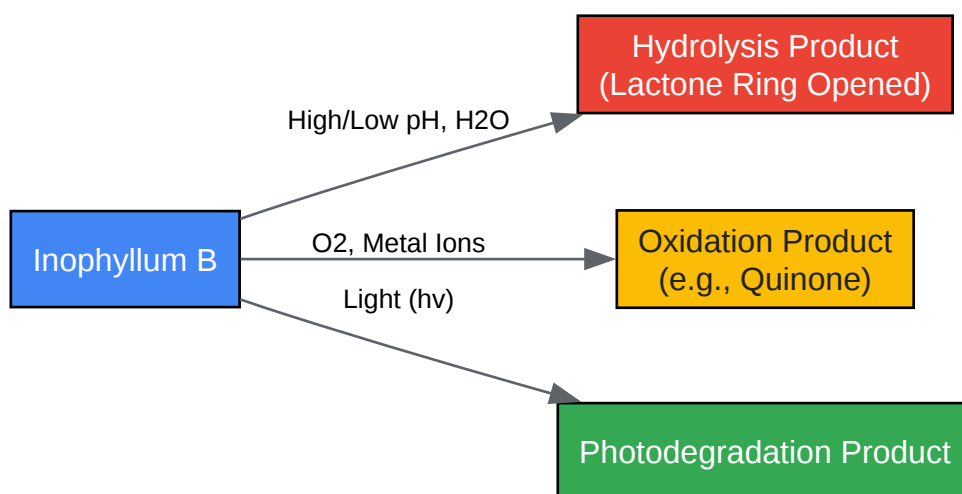 Hydrolysis Product
(Lactone Ring Opened)
High/Low pH, H2O
Inophyllum B
O2, Metal Ions
Oxidation Product
(e.g., Quinone)
Light (hv)
Photodegradation Product